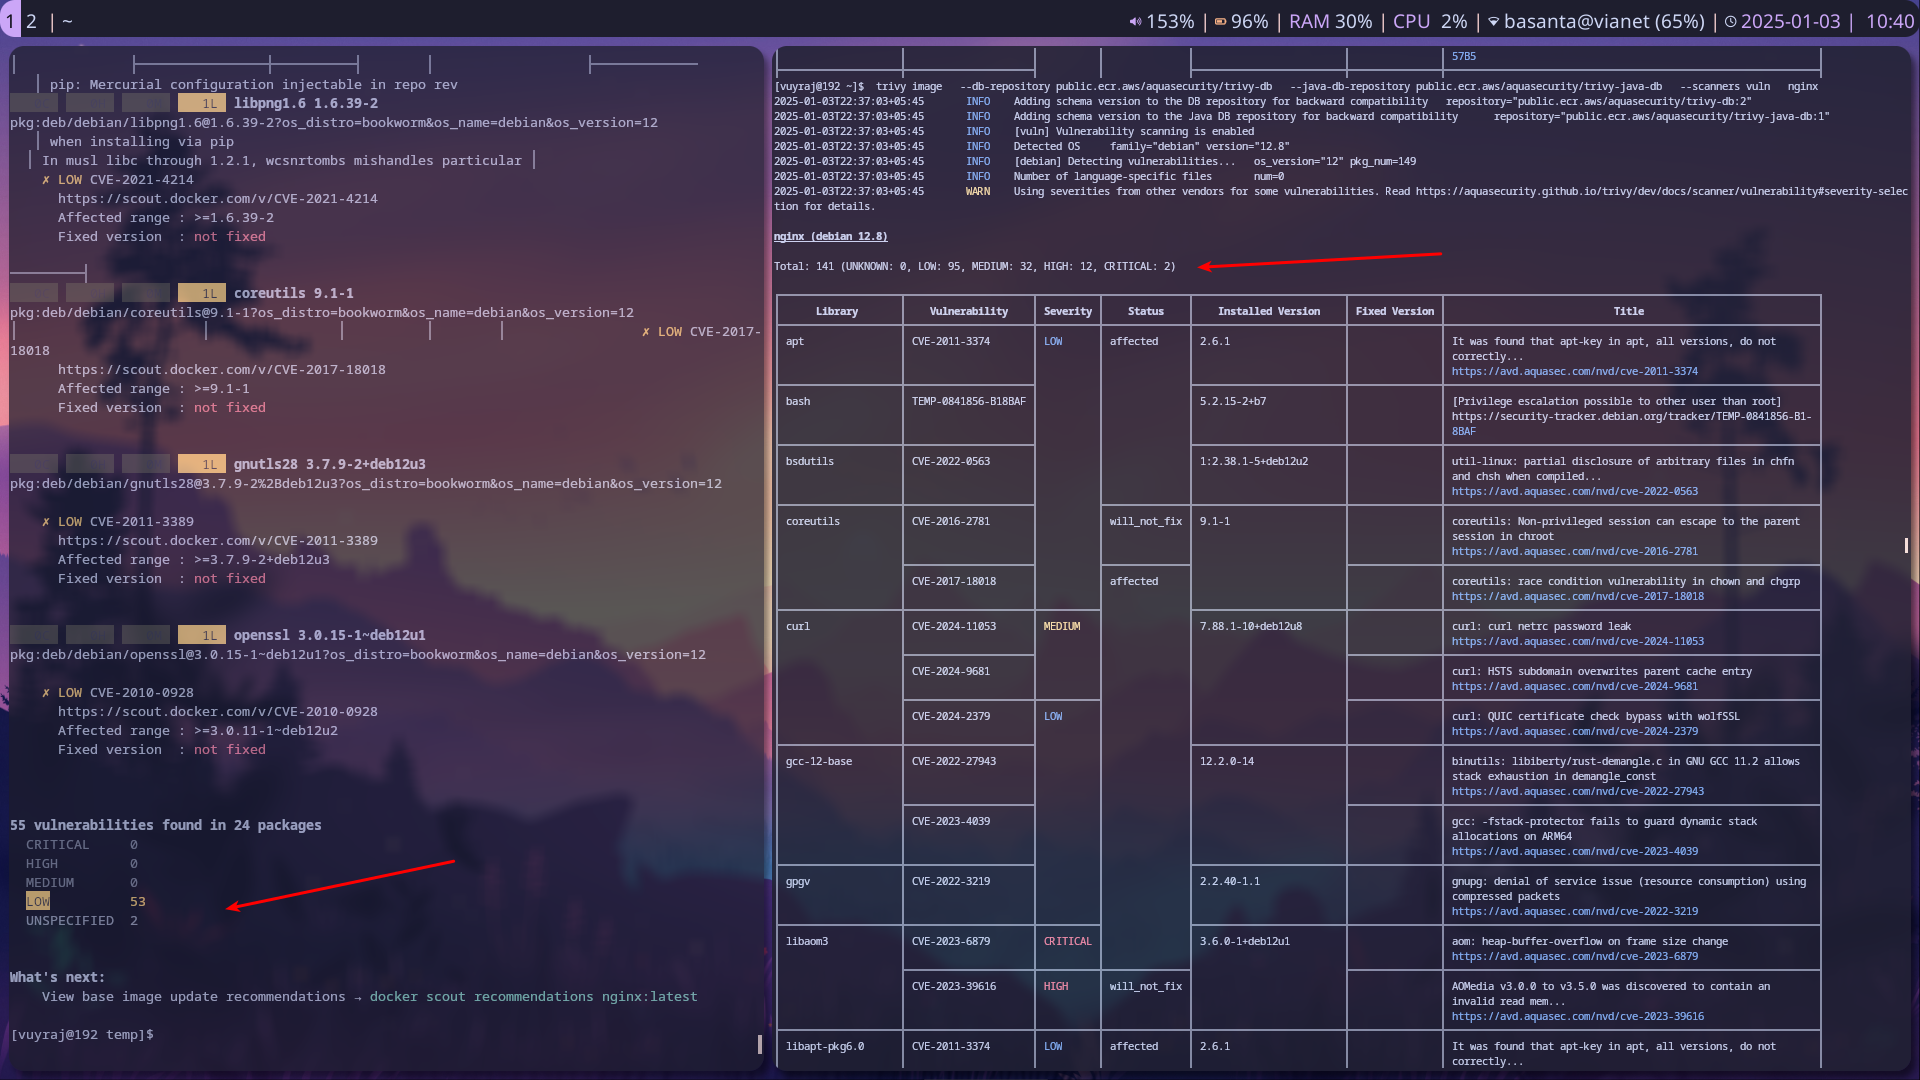 1 2 | ~
153% | 96% | RAM 30% | CPU 2% | basanta@vianet (65%) | 2025-01-03 | 10:40
│ pip: Mercurial configuration injectable in repo rev
1L libpng1.6 1.6.39-2
pkg:deb/debian/libpng1.6@1.6.39-2?os_distro=bookworm&os_name=debian&os_version=12
│ when installing via pip
│ In musl libc through 1.2.1, wcsnrtombs mishandles particular │
✗ LOW CVE-2021-4214
https://scout.docker.com/v/CVE-2021-4214
Affected range : >=1.6.39-2
Fixed version  : not fixed
1L coreutils 9.1-1
pkg:deb/debian/coreutils@9.1-1?os_distro=bookworm&os_name=debian&os_version=12
✗ LOW CVE-2017-
18018
https://scout.docker.com/v/CVE-2017-18018
Affected range : >=9.1-1
Fixed version  : not fixed
1L gnutls28 3.7.9-2+deb12u3
pkg:deb/debian/gnutls28@3.7.9-2%2Bdeb12u3?os_distro=bookworm&os_name=debian&os_version=12
✗ LOW CVE-2011-3389
https://scout.docker.com/v/CVE-2011-3389
Affected range : >=3.7.9-2+deb12u3
Fixed version  : not fixed
1L openssl 3.0.15-1~deb12u1
pkg:deb/debian/openssl@3.0.15-1~deb12u1?os_distro=bookworm&os_name=debian&os_version=12
✗ LOW CVE-2010-0928
https://scout.docker.com/v/CVE-2010-0928
Affected range : >=3.0.11-1~deb12u2
Fixed version  : not fixed
55 vulnerabilities found in 24 packages
CRITICAL 0
HIGH 0
MEDIUM 0
LOW 53
UNSPECIFIED 2
What's next:
View base image update recommendations → docker scout recommendations nginx:latest
[vuyraj@192 temp]$
57B5
[vuyraj@192 ~]$ trivy image --db-repository public.ecr.aws/aquasecurity/trivy-db --java-db-repository public.ecr.aws/aquasecurity/trivy-java-db --scanners vuln nginx
2025-01-03T22:37:03+05:45 INFO Adding schema version to the DB repository for backward compatibility repository="public.ecr.aws/aquasecurity/trivy-db:2"
2025-01-03T22:37:03+05:45 INFO Adding schema version to the Java DB repository for backward compatibility repository="public.ecr.aws/aquasecurity/trivy-java-db:1"
2025-01-03T22:37:03+05:45 INFO [vuln] Vulnerability scanning is enabled
2025-01-03T22:37:03+05:45 INFO Detected OS family="debian" version="12.8"
2025-01-03T22:37:03+05:45 INFO [debian] Detecting vulnerabilities... os_version="12" pkg_num=149
2025-01-03T22:37:03+05:45 INFO Number of language-specific files num=0
2025-01-03T22:37:03+05:45 WARN Using severities from other vendors for some vulnerabilities. Read https://aquasecurity.github.io/trivy/dev/docs/scanner/vulnerability#severity-selec
tion for details.
nginx (debian 12.8)
Total: 141 (UNKNOWN: 0, LOW: 95, MEDIUM: 32, HIGH: 12, CRITICAL: 2)
Library Vulnerability Severity Status Installed Version Fixed Version Title
apt CVE-2011-3374 LOW affected 2.6.1 It was found that apt-key in apt, all versions, do not
correctly...
https://avd.aquasec.com/nvd/cve-2011-3374
bash TEMP-0841856-B18BAF 5.2.15-2+b7 [Privilege escalation possible to other user than root]
https://security-tracker.debian.org/tracker/TEMP-0841856-B1-
8BAF
bsdutils CVE-2022-0563 1:2.38.1-5+deb12u2 util-linux: partial disclosure of arbitrary files in chfn
and chsh when compiled...
https://avd.aquasec.com/nvd/cve-2022-0563
coreutils CVE-2016-2781 will_not_fix 9.1-1 coreutils: Non-privileged session can escape to the parent
session in chroot
https://avd.aquasec.com/nvd/cve-2016-2781
CVE-2017-18018 affected coreutils: race condition vulnerability in chown and chgrp
https://avd.aquasec.com/nvd/cve-2017-18018
curl CVE-2024-11053 MEDIUM 7.88.1-10+deb12u8 curl: curl netrc password leak
https://avd.aquasec.com/nvd/cve-2024-11053
CVE-2024-9681 curl: HSTS subdomain overwrites parent cache entry
https://avd.aquasec.com/nvd/cve-2024-9681
CVE-2024-2379 LOW curl: QUIC certificate check bypass with wolfSSL
https://avd.aquasec.com/nvd/cve-2024-2379
gcc-12-base CVE-2022-27943 12.2.0-14 binutils: libiberty/rust-demangle.c in GNU GCC 11.2 allows
stack exhaustion in demangle_const
https://avd.aquasec.com/nvd/cve-2022-27943
CVE-2023-4039 gcc: -fstack-protector fails to guard dynamic stack
allocations on ARM64
https://avd.aquasec.com/nvd/cve-2023-4039
gpgv CVE-2022-3219 2.2.40-1.1 gnupg: denial of service issue (resource consumption) using
compressed packets
https://avd.aquasec.com/nvd/cve-2022-3219
libaom3 CVE-2023-6879 CRITICAL 3.6.0-1+deb12u1 aom: heap-buffer-overflow on frame size change
https://avd.aquasec.com/nvd/cve-2023-6879
CVE-2023-39616 HIGH will_not_fix AOMedia v3.0.0 to v3.5.0 was discovered to contain an
invalid read mem...
https://avd.aquasec.com/nvd/cve-2023-39616
libapt-pkg6.0 CVE-2011-3374 LOW affected 2.6.1 It was found that apt-key in apt, all versions, do not
correctly...